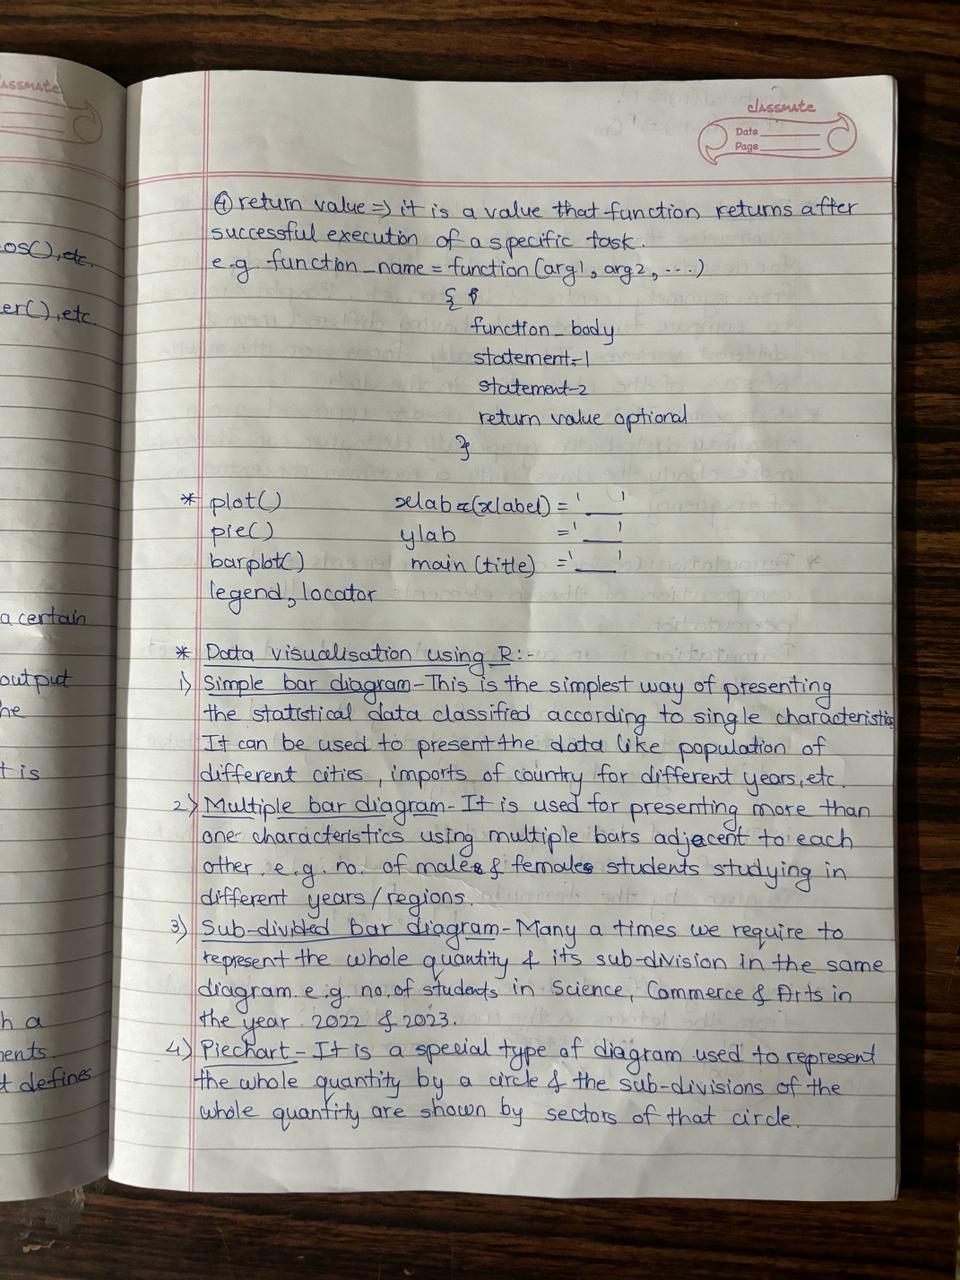 classmate
Date
Page
④ return value => it is a value that function returns after
successful execution of a specific task.
e.g. function_name = function (arg1, arg2, ....)
{
function_body
statement-1
statement-2
return value optional
}
* plot() xlab=(xlabel) = '___'
pie() ylab = '___'
barplot() main (title) = '___'
legend, locator
* Data visualisation using R:-
1) Simple bar diagram - This is the simplest way of presenting
the statistical data classified according to single characteristic
It can be used to present the data like population of
different cities, imports of country for different years, etc.
2) Multiple bar diagram - It is used for presenting more than
one characteristics using multiple bars adjacent to each
other. e.g. no. of males & females students studying in
different years/regions.
3) Sub-divided bar diagram - Many a times we require to
represent the whole quantity & its sub-division in the same
diagram. e.g. no. of students in Science, Commerce & Arts in
the year 2022 & 2023.
4) Piechart - It is a special type of diagram used to represent
the whole quantity by a circle & the sub-divisions of the
whole quantity are shown by sectors of that circle.
ASSMATE
os(), etc.
er(), etc.
a certain
output
he
t is
h a
ents.
t defines